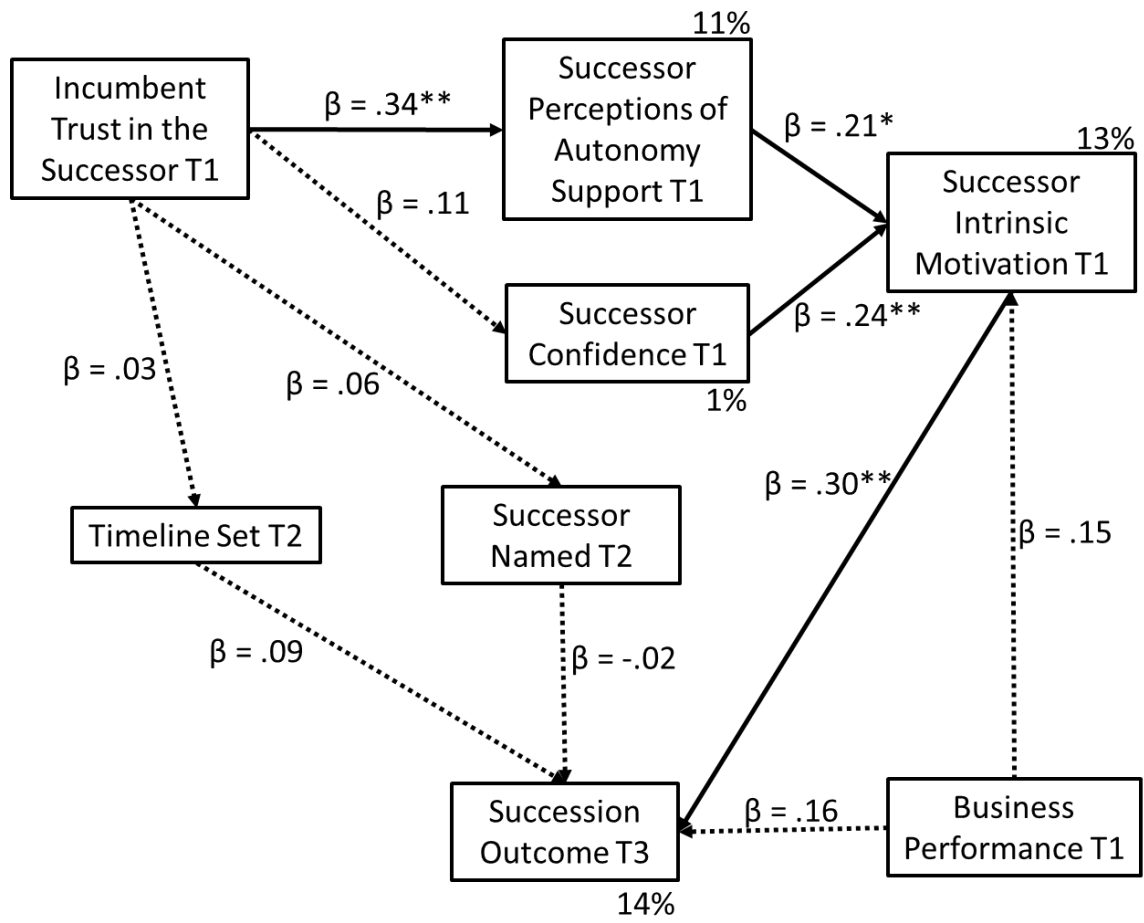 11%
Incumbent
Trust in the
Successor T1
β = .34**
Successor
Perceptions of
Autonomy
Support T1
β = .21*
13%
Successor
Intrinsic
Motivation T1
β = .11
β = .24**
Successor
Confidence T1
1%
β = .03
β = .06
β = .30**
β = .15
Timeline Set T2
Successor
Named T2
β = .09
β = -.02
Succession
Outcome T3
14%
β = .16
Business
Performance T1